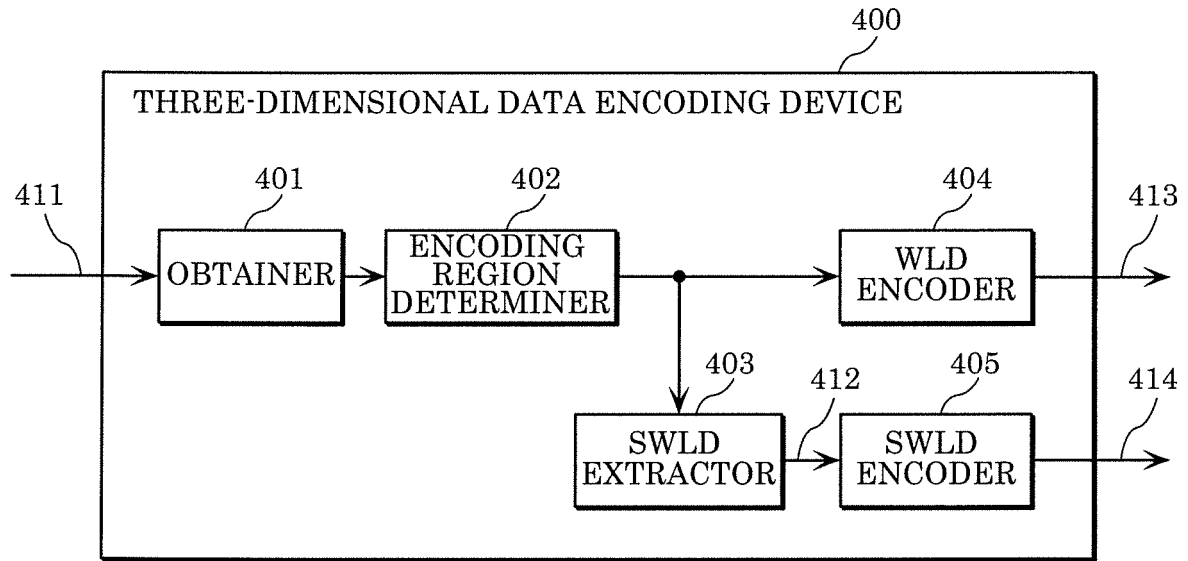 400
THREE-DIMENSIONAL DATA ENCODING DEVICE
411
401
402
404
413
OBTAINER
ENCODING
REGION
DETERMINER
WLD
ENCODER
403
412
405
414
SWLD
EXTRACTOR
SWLD
ENCODER